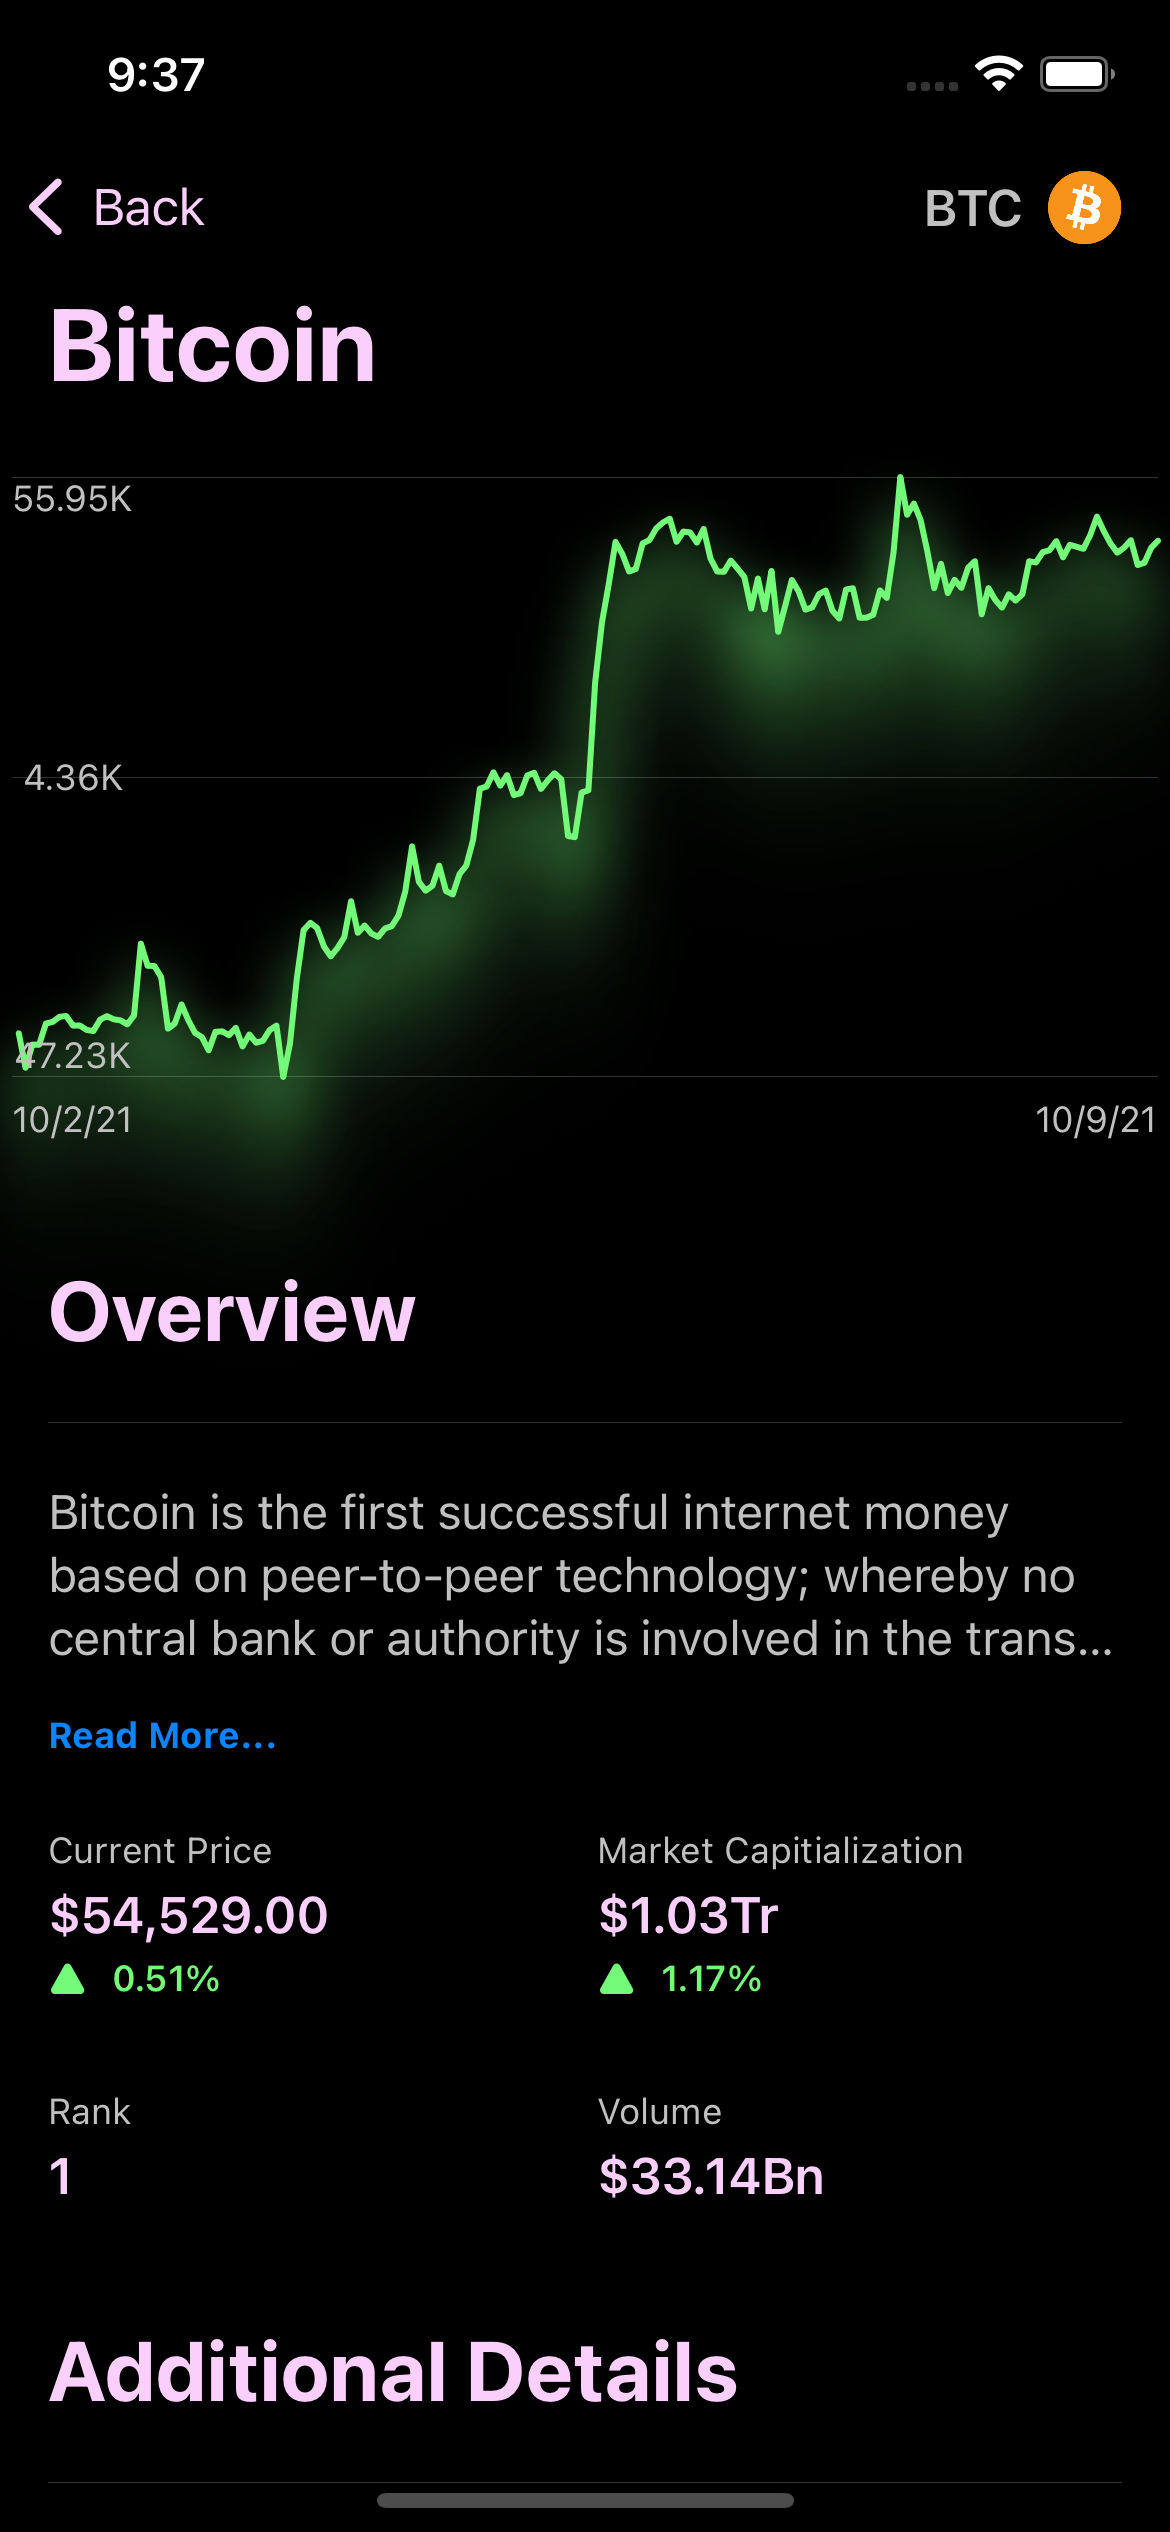 9:37
Back
BTC
Bitcoin
55.95K
4.36K
47.23K
10/2/21
10/9/21
Overview
Bitcoin is the first successful internet money
based on peer-to-peer technology; whereby no
central bank or authority is involved in the trans...
Read More...
Current Price
Market Capitialization
$54,529.00
$1.03Tr
0.51%
1.17%
Rank
Volume
1
$33.14Bn
Additional Details